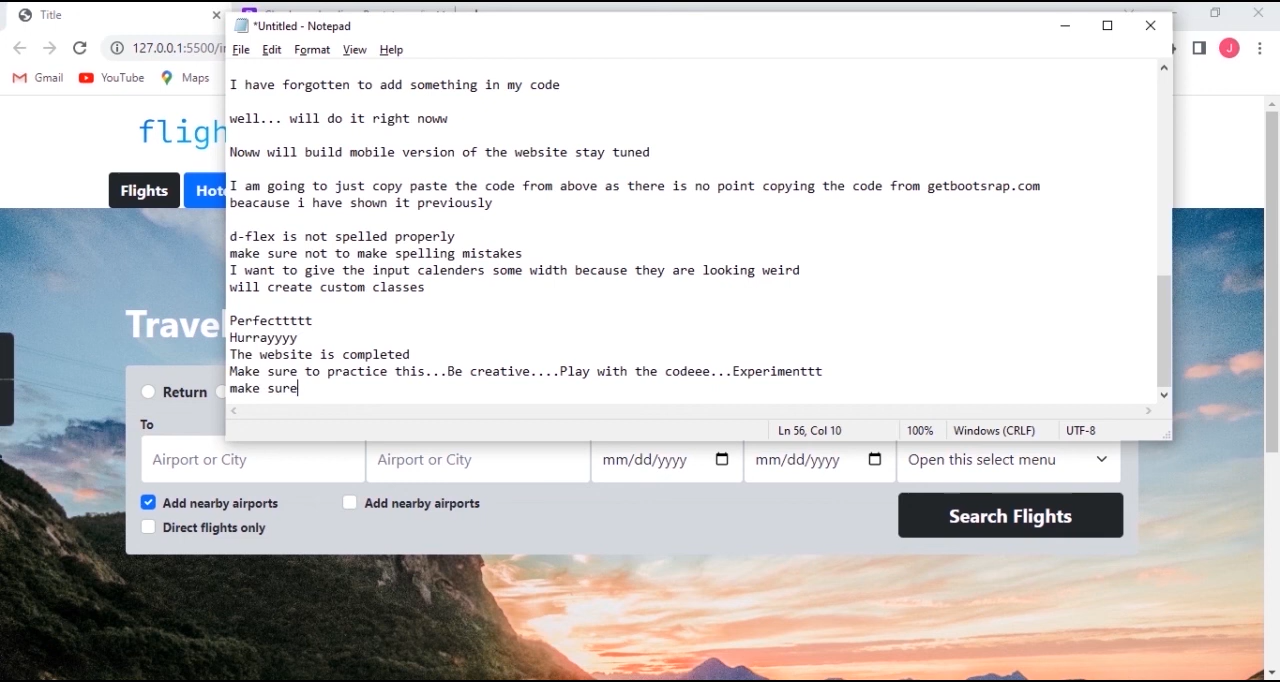 Title
*Untitled - Notepad
127.0.0.1:5500/i
File Edit Format View Help
J
Gmail YouTube Maps
I have forgotten to add something in my code
well... will do it right noww
fligh
Noww will build mobile version of the website stay tuned
Flights
I am going to just copy paste the code from above as there is no point copying the code from getbootsrap.com
beacause i have shown it previously
d-flex is not spelled properly
make sure not to make spelling mistakes
I want to give the input calenders some width because they are looking weird
will create custom classes
Travel
Perfecttttt
Hurrayyyy
The website is completed
Make sure to practice this...Be creative....Play with the codeee...Experimenttt
make sure
Return
To
Ln 56, Col 10 100% Windows (CRLF) UTF-8
Airport or City Airport or City mm/dd/yyyy mm/dd/yyyy Open this select menu
Add nearby airports Add nearby airports
Direct flights only
Search Flights